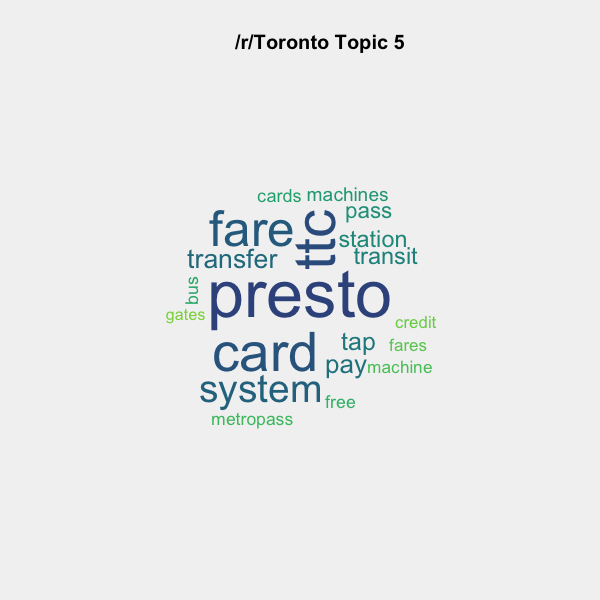 /r/Toronto Topic 5
cards machines
pass
fare
ttc
station
transfer
transit
bus
presto
gates
credit
card
tap
fares
pay
machine
system
free
metropass